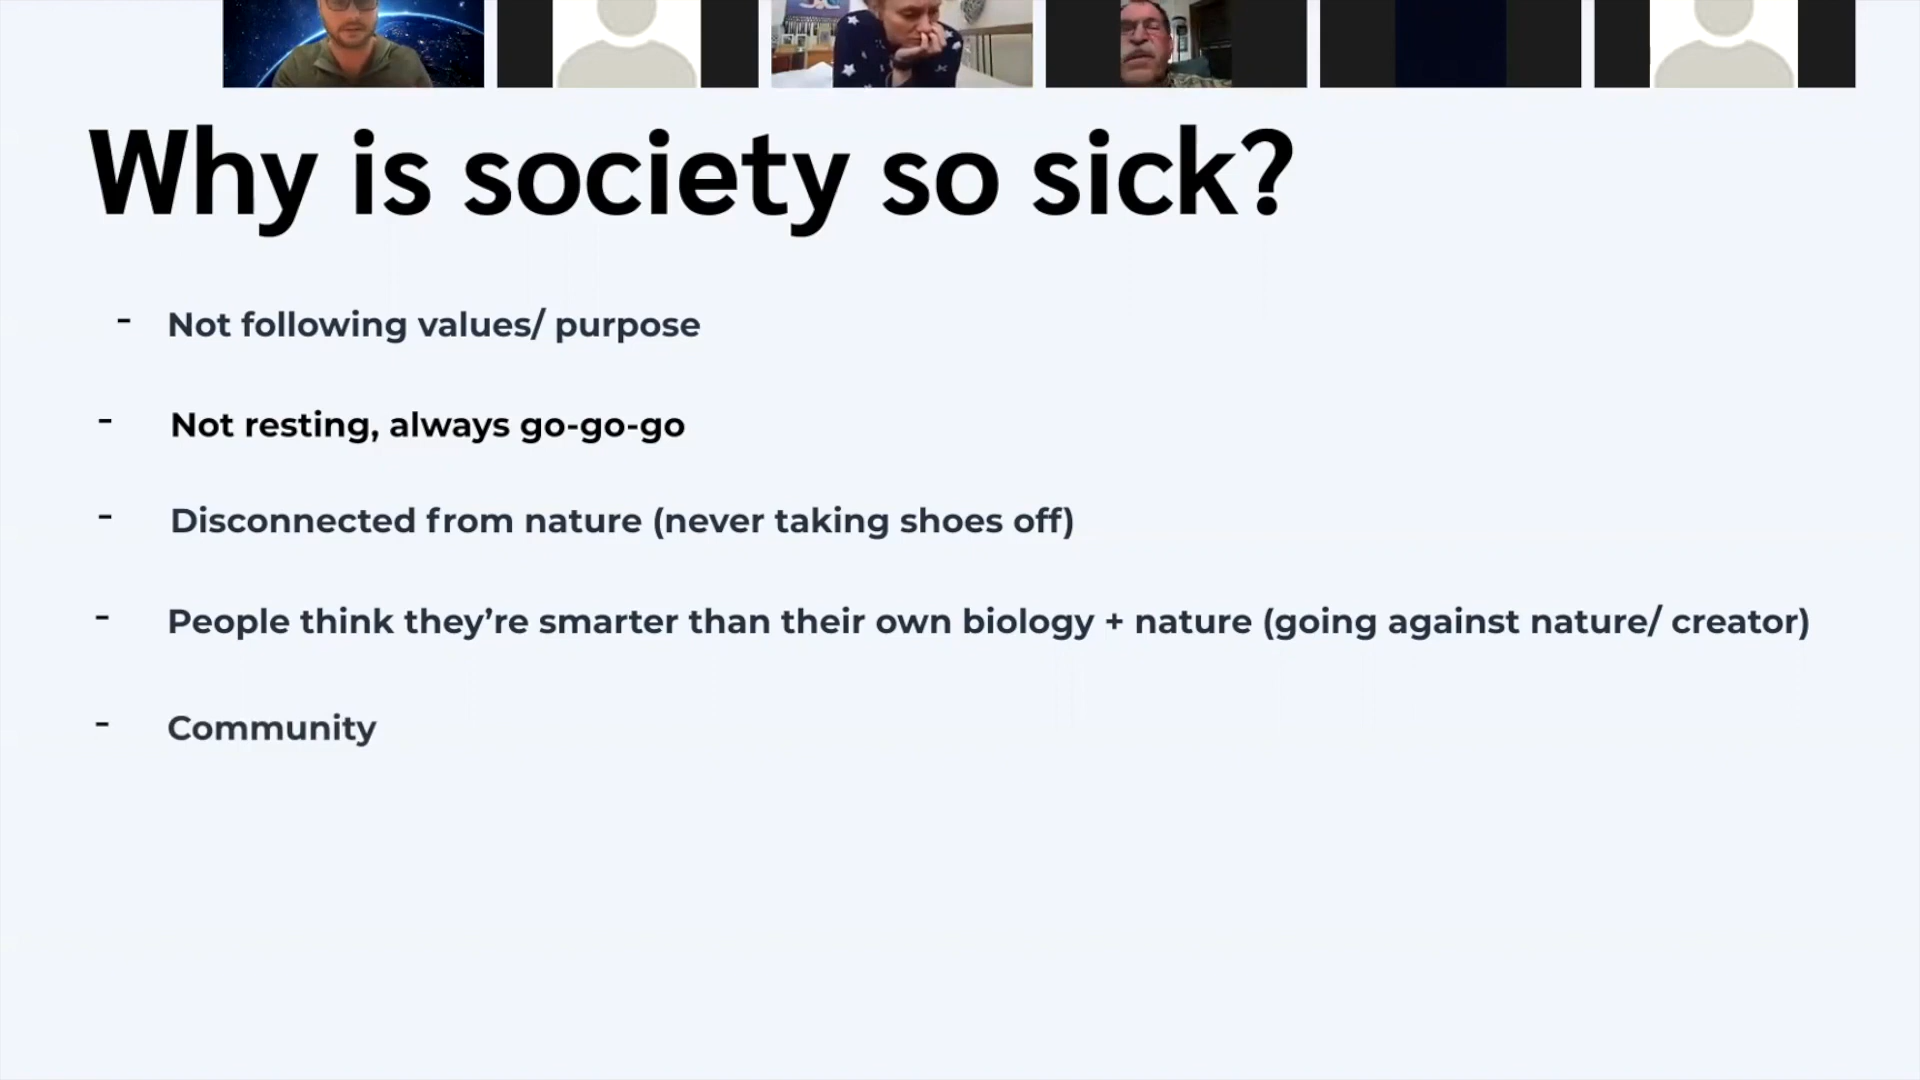 Why is society so sick?
- Not following values/ purpose
- Not resting, always go-go-go
- Disconnected from nature (never taking shoes off)
- People think they’re smarter than their own biology + nature (going against nature/ creator)
- Community